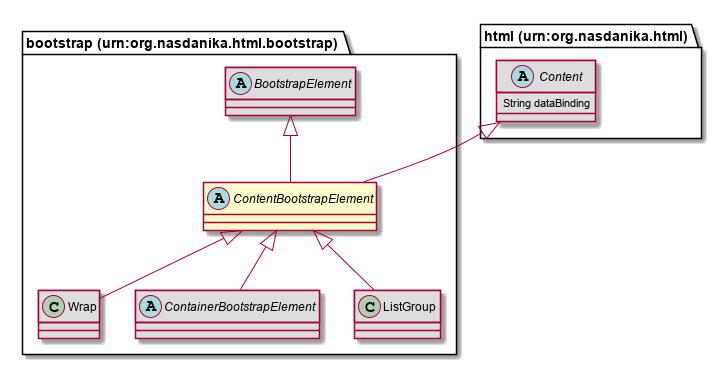 bootstrap (urn:org.nasdanika.html.bootstrap)
html (urn:org.nasdanika.html)
A BootstrapElement
A Content
String dataBinding
A ContentBootstrapElement
C Wrap
A ContainerBootstrapElement
C ListGroup